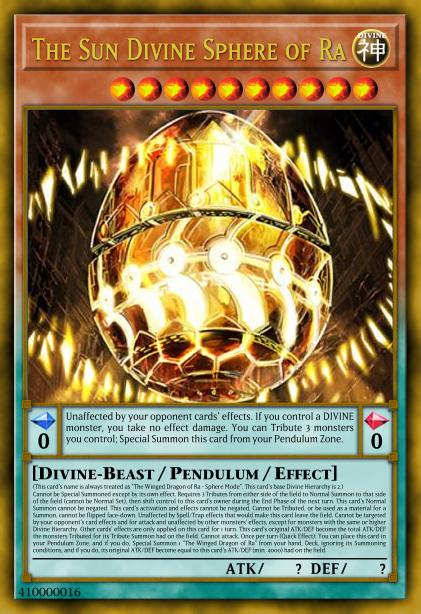 THE SUN DIVINE SPHERE OF RA
DIVINE
神
Unaffected by your opponent cards' effects. If you control a DIVINE
monster, you take no effect damage. You can Tribute 3 monsters
you control; Special Summon this card from your Pendulum Zone.
0
0
[DIVINE-BEAST / PENDULUM / EFFECT]
(This card's name is always treated as "The Winged Dragon of Ra - Sphere Mode". This card's base Divine Hierarchy is 2.)
Cannot be Special Summoned except by its own effect. Requires 3 Tributes from either side of the field to Normal Summon to that side
of the field (cannot be Normal Set), then shift control to this card's owner during the End Phase of the next turn. This card's Normal
Summon cannot be negated. This card's activation and effects cannot be negated. Cannot be Tributed, or be used as a material for a
Summon, cannot be flipped face-down. Unaffected by Spell/Trap effects that would make this card leave the field. Cannot be targeted
by your opponent's card effects and for attack and unaffected by other monsters' effects, except for monsters with the same or higher
Divine Hierarchy. Other cards' effects are only applied on this card for 1 turn. This card's original ATK/DEF become the total ATK/DEF
the monsters Tributed for its Tribute Summon had on the field. Cannot attack. Once per turn (Quick Effect): You can place this card in
your Pendulum Zone, and if you do, Special Summon 1 "The Winged Dragon of Ra" from your hand, Deck, ignoring its Summoning
conditions, and if you do, its original ATK/DEF become equal to this card's ATK/DEF (min. 4000) had on the field.
ATK/ ? DEF/ ?
410000016